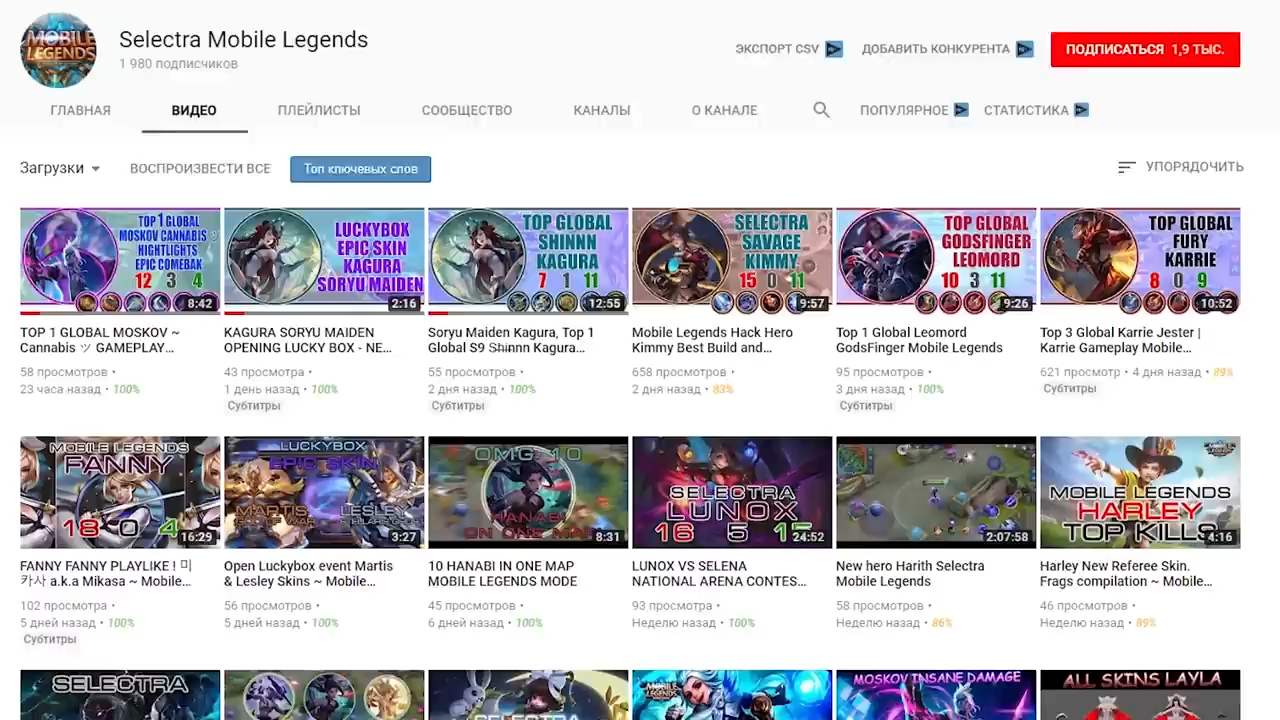 MOBILE LEGENDS
Selectra Mobile Legends
1 980 подписчиков
ЭКСПОРТ CSV
ДОБАВИТЬ КОНКУРЕНТА
ПОДПИСАТЬСЯ 1,9 ТЫС.
ГЛАВНАЯ
ВИДЕО
ПЛЕЙЛИСТЫ
СООБЩЕСТВО
КАНАЛЫ
О КАНАЛЕ
ПОПУЛЯРНОЕ
СТАТИСТИКА
Загрузки
ВОСПРОИЗВЕСТИ ВСЕ
Топ ключевых слов
УПОРЯДОЧИТЬ
TOP 1 GLOBAL
MOSKOV CANNABIS ツ
HIGHTLIGHTS
EPIC COMEBAK
12 3 4
8:42
TOP 1 GLOBAL MOSKOV ~
Cannabis ツ GAMEPLAY...
58 просмотров •
23 часа назад • 100%
LUCKYBOX
EPIC SKIN
KAGURA
SORYU MAIDEN
2:16
KAGURA SORYU MAIDEN
OPENING LUCKY BOX - NE...
43 просмотра •
1 день назад • 100%
Субтитры
TOP GLOBAL
SHINNN
KAGURA
7 1 11
12:55
Soryu Maiden Kagura, Top 1
Global S9 Shinnn Kagura...
55 просмотров •
2 дня назад • 100%
Субтитры
SELECTRA
SAVAGE
KIMMY
15 0 11
9:57
Mobile Legends Hack Hero
Kimmy Best Build and...
658 просмотров •
2 дня назад • 83%
TOP GLOBAL
GODSFINGER
LEOMORD
10 3 11
9:26
Top 1 Global Leomord
GodsFinger Mobile Legends
95 просмотров •
3 дня назад • 100%
Субтитры
TOP GLOBAL
FURY
KARRIE
8 0 9
10:52
Top 3 Global Karrie Jester |
Karrie Gameplay Mobile...
621 просмотр • 4 дня назад • 89%
Субтитры
MOBILE LEGENDS
FANNY
18 0 4
16:29
FANNY FANNY PLAYLIKE ! 미
카사 a.k.a Mikasa ~ Mobile...
102 просмотра •
5 дней назад • 100%
Субтитры
LUCKYBOX
EPIC SKIN
MARTIS
LESLEY
3:27
Open Luckybox event Martis
& Lesley Skins ~ Mobile...
56 просмотров •
5 дней назад • 100%
OMG 10
HANABI
ON ONE MAP
8:31
10 HANABI IN ONE MAP
MOBILE LEGENDS MODE
45 просмотров •
6 дней назад • 100%
SELECTRA
LUNOX
16 5 15
24:52
LUNOX VS SELENA
NATIONAL ARENA CONTES...
93 просмотра •
Неделю назад • 100%
2:07:58
New hero Harith Selectra
Mobile Legends
58 просмотров •
Неделю назад • 86%
MOBILE LEGENDS
HARLEY
TOP KILLS
4:16
Harley New Referee Skin.
Frags compilation ~ Mobile...
46 просмотров •
Неделю назад • 89%
SELECTRA
SELECTRA
MOBILE LEGENDS
MOSKOV INSANE DAMAGE
ALL SKINS LAYLA